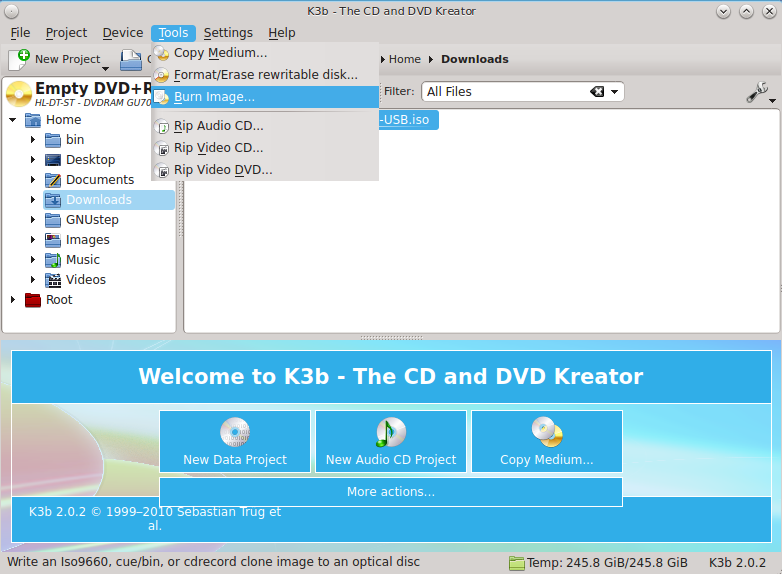 K3b - The CD and DVD Kreator
File Project Device Tools Settings Help
New Project
Home Downloads
Copy Medium...
Format/Erase rewritable disk...
Burn Image...
Rip Audio CD...
Rip Video CD...
Rip Video DVD...
Empty DVD+R
HL-DT-ST - DVDRAM GU70
Filter: All Files
-USB.iso
Home
bin
Desktop
Documents
Downloads
GNUstep
Images
Music
Videos
Root
Welcome to K3b - The CD and DVD Kreator
New Data Project
New Audio CD Project
Copy Medium...
More actions...
K3b 2.0.2 © 1999–2010 Sebastian Trug et
al.
Write an Iso9660, cue/bin, or cdrecord clone image to an optical disc
Temp: 245.8 GiB/245.8 GiB K3b 2.0.2